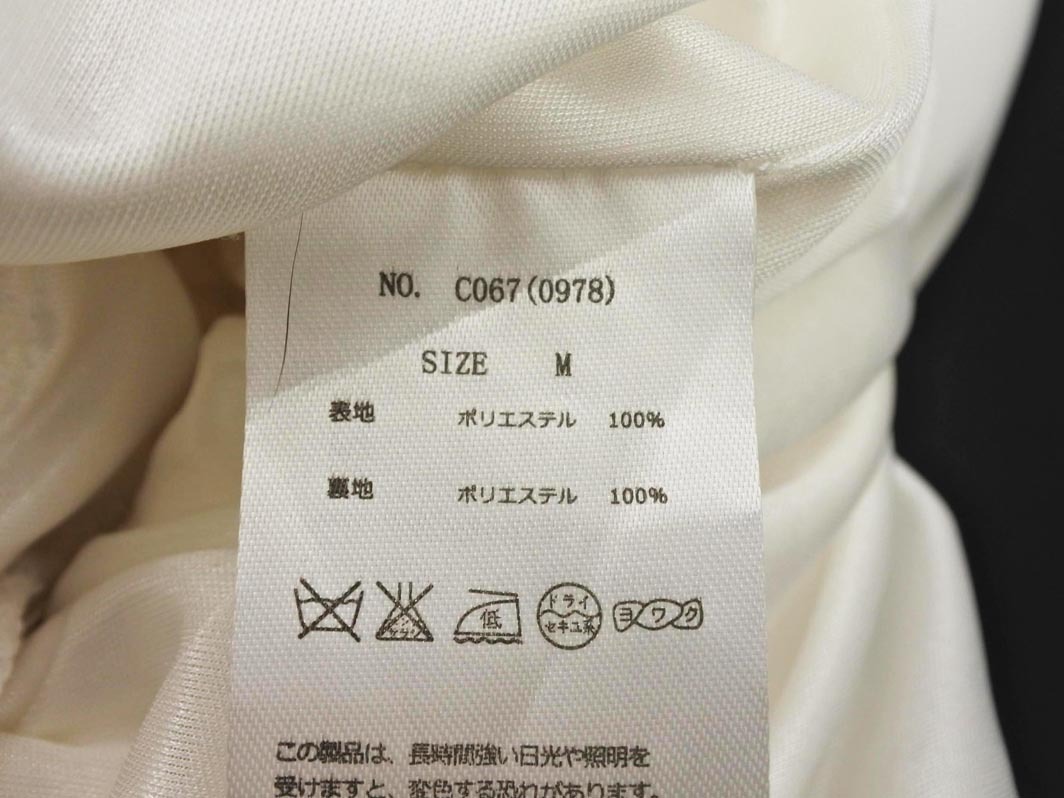 NO. C067(0978)
SIZE M
表地 ポリエステル 100%
裏地 ポリエステル 100%
低 ドライ セキユ系 ヨワク
この製品は、長時間強い日光や照明を
受けますと、変色する恐れがあります。